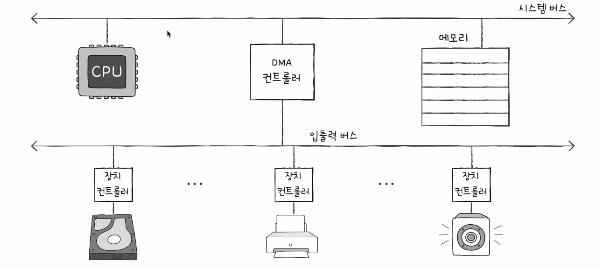 시스템 버스
CPU
DMA
컨트롤러
메모리
입출력 버스
장치
컨트롤러
...
장치
컨트롤러
...
장치
컨트롤러